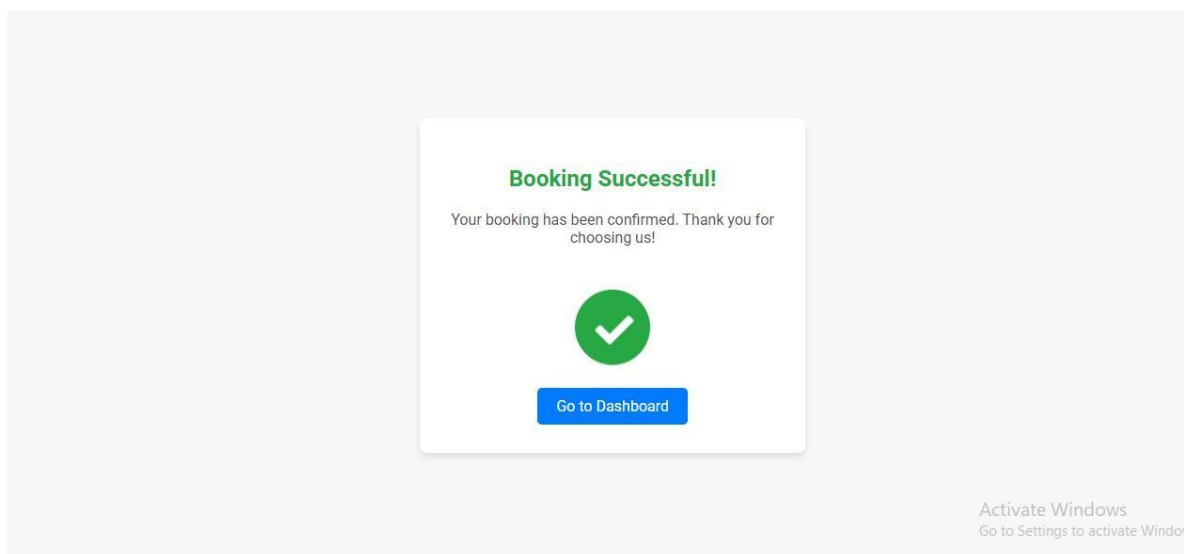 Booking Successful!
Your booking has been confirmed. Thank you for
choosing us!
Go to Dashboard
Activate Windows
Go to Settings to activate Windo